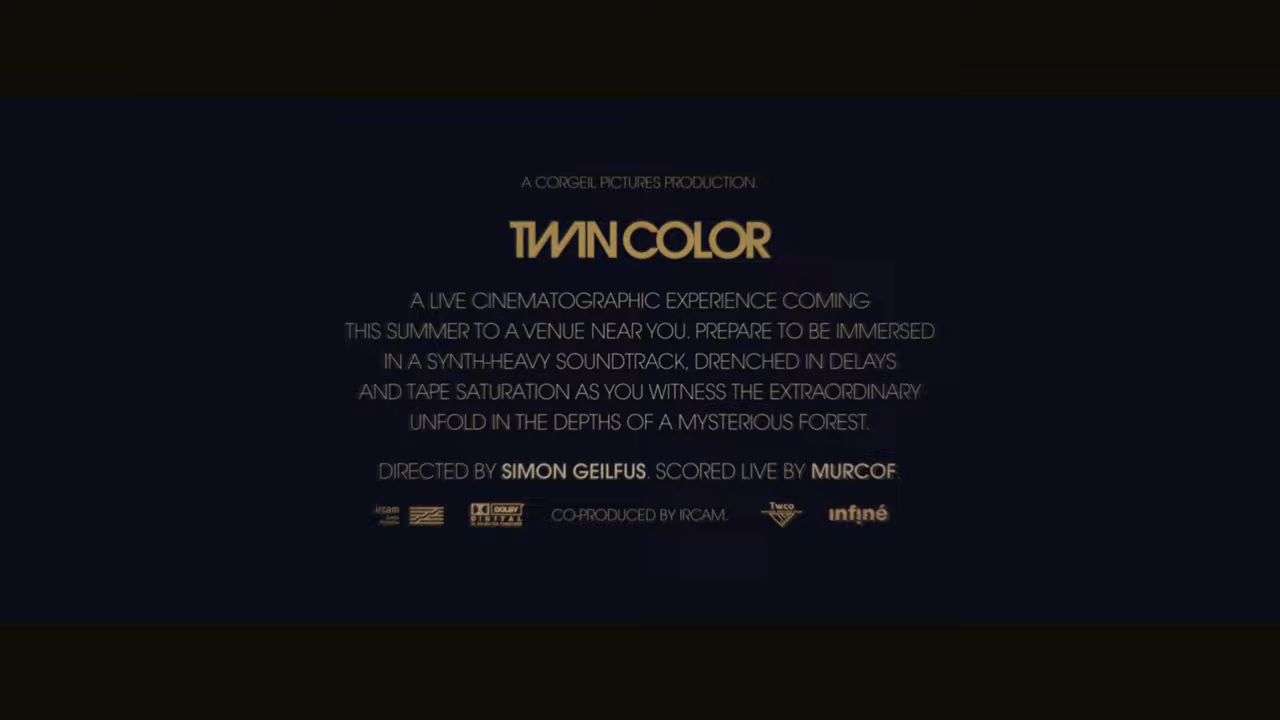 A CORGEIL PICTURES PRODUCTION.
TWIN COLOR
A LIVE CINEMATOGRAPHIC EXPERIENCE COMING
THIS SUMMER TO A VENUE NEAR YOU. PREPARE TO BE IMMERSED
IN A SYNTH-HEAVY SOUNDTRACK, DRENCHED IN DELAYS
AND TAPE SATURATION AS YOU WITNESS THE EXTRAORDINARY
UNFOLD IN THE DEPTHS OF A MYSTERIOUS FOREST.
DIRECTED BY SIMON GEILFUS. SCORED LIVE BY MURCOF.
ircam
DOLBY
DIGITAL
CO-PRODUCED BY IRCAM.
Twco
infiné